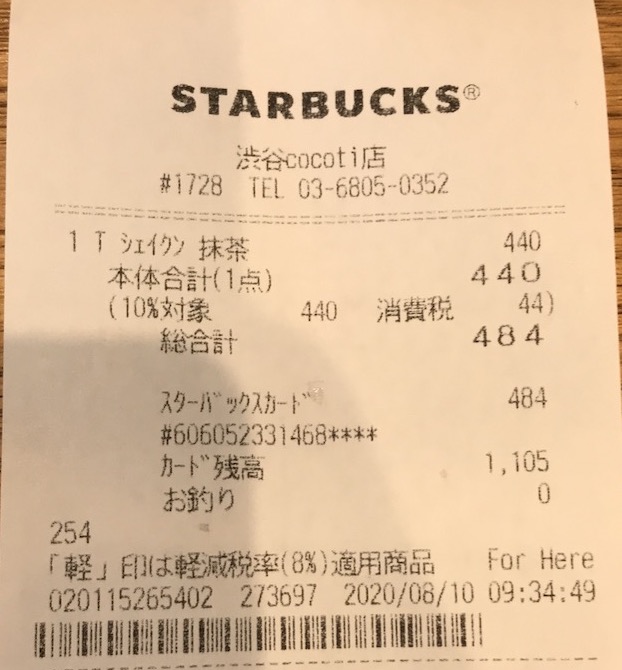 STARBUCKS®
渋谷cocoti店
#1728 TEL 03-6805-0352
1 T シェイクン 抹茶 440
本体合計(1点) 440
(10%対象 440 消費税 44)
総合計 484
スターバックスカード 484
#606052331468****
カード残高 1,105
お釣り 0
254
「軽」印は軽減税率(8%)適用商品 For Here
020115265402 273697 2020/08/10 09:34:49